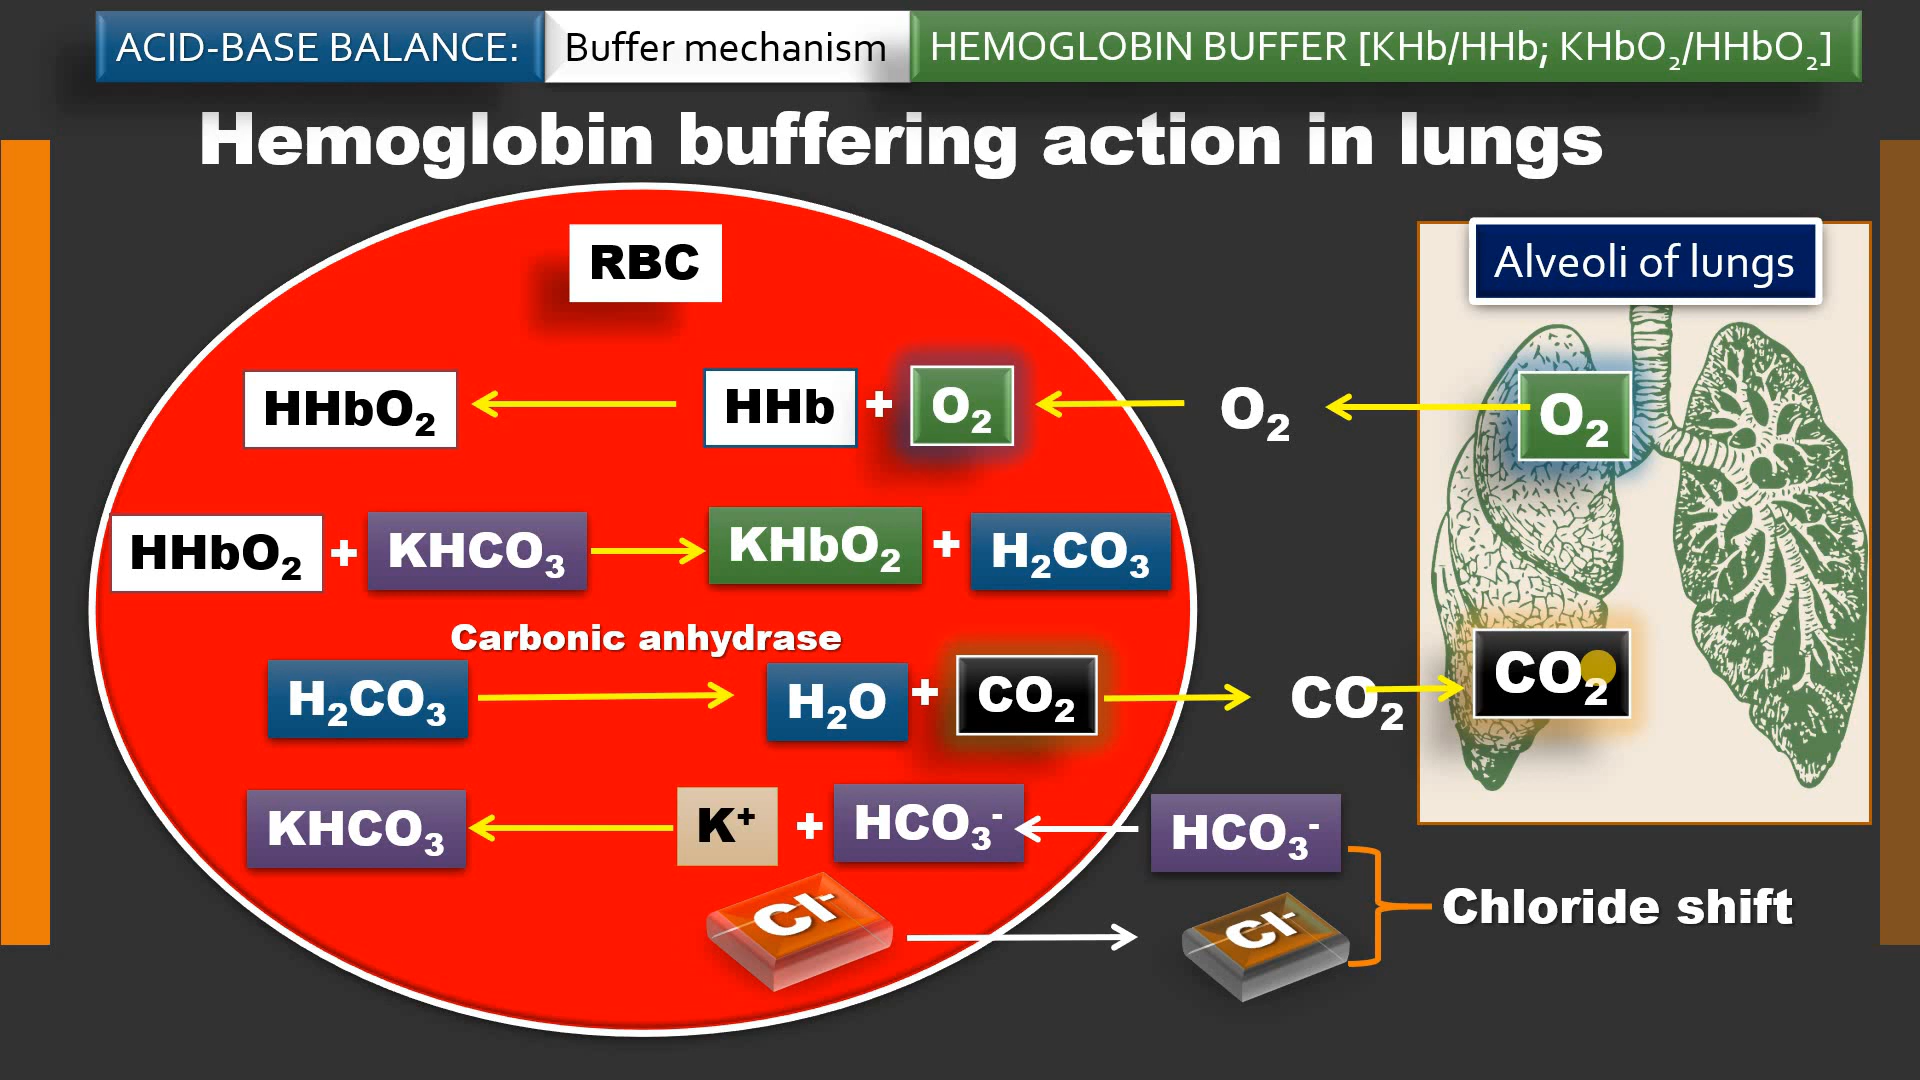 ACID-BASE BALANCE: Buffer mechanism HEMOGLOBIN BUFFER [KHb/HHb; KHbO₂/HHbO₂]
Hemoglobin buffering action in lungs
RBC
Alveoli of lungs
HHbO₂ HHb + O₂ O₂ O₂
HHbO₂ + KHCO₃ KHbO₂ + H₂CO₃
Carbonic anhydrase
H₂CO₃ H₂O + CO₂ CO₂ CO₂
KHCO₃ K⁺ + HCO₃⁻ HCO₃⁻
Cl⁻ Cl⁻ Chloride shift